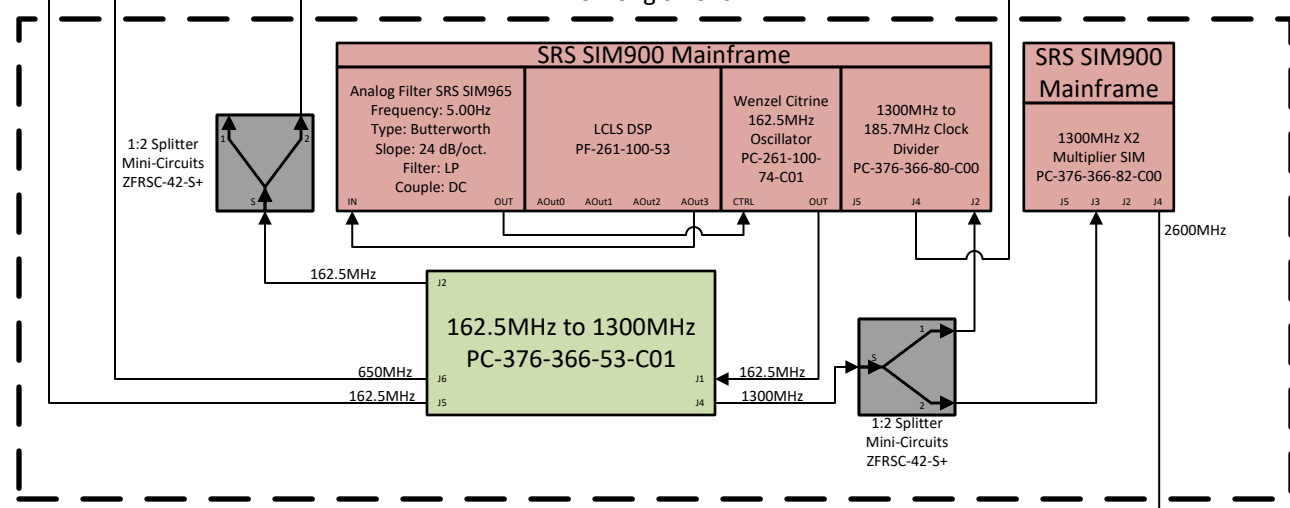 SRS SIM900 Mainframe
Analog Filter SRS SIM965
Frequency: 5.00Hz
Type: Butterworth
Slope: 24 dB/oct.
Filter: LP
Couple: DC
IN
OUT
LCLS DSP
PF-261-100-53
AOut0
AOut1
AOut2
AOut3
Wenzel Citrine
162.5MHz
Oscillator
PC-261-100-
74-C01
CTRL
OUT
1300MHz to
185.7MHz Clock
Divider
PC-376-366-80-C00
J5
J4
J2
SRS SIM900
Mainframe
1300MHz X2
Multiplier SIM
PC-376-366-82-C00
J5
J3
J2
J4
2600MHz
1:2 Splitter
Mini-Circuits
ZFRSC-42-S+
1
2
S
162.5MHz
J2
162.5MHz to 1300MHz
PC-376-366-53-C01
650MHz
J6
162.5MHz
J5
J1
162.5MHz
J4
1300MHz
S
1
2
1:2 Splitter
Mini-Circuits
ZFRSC-42-S+